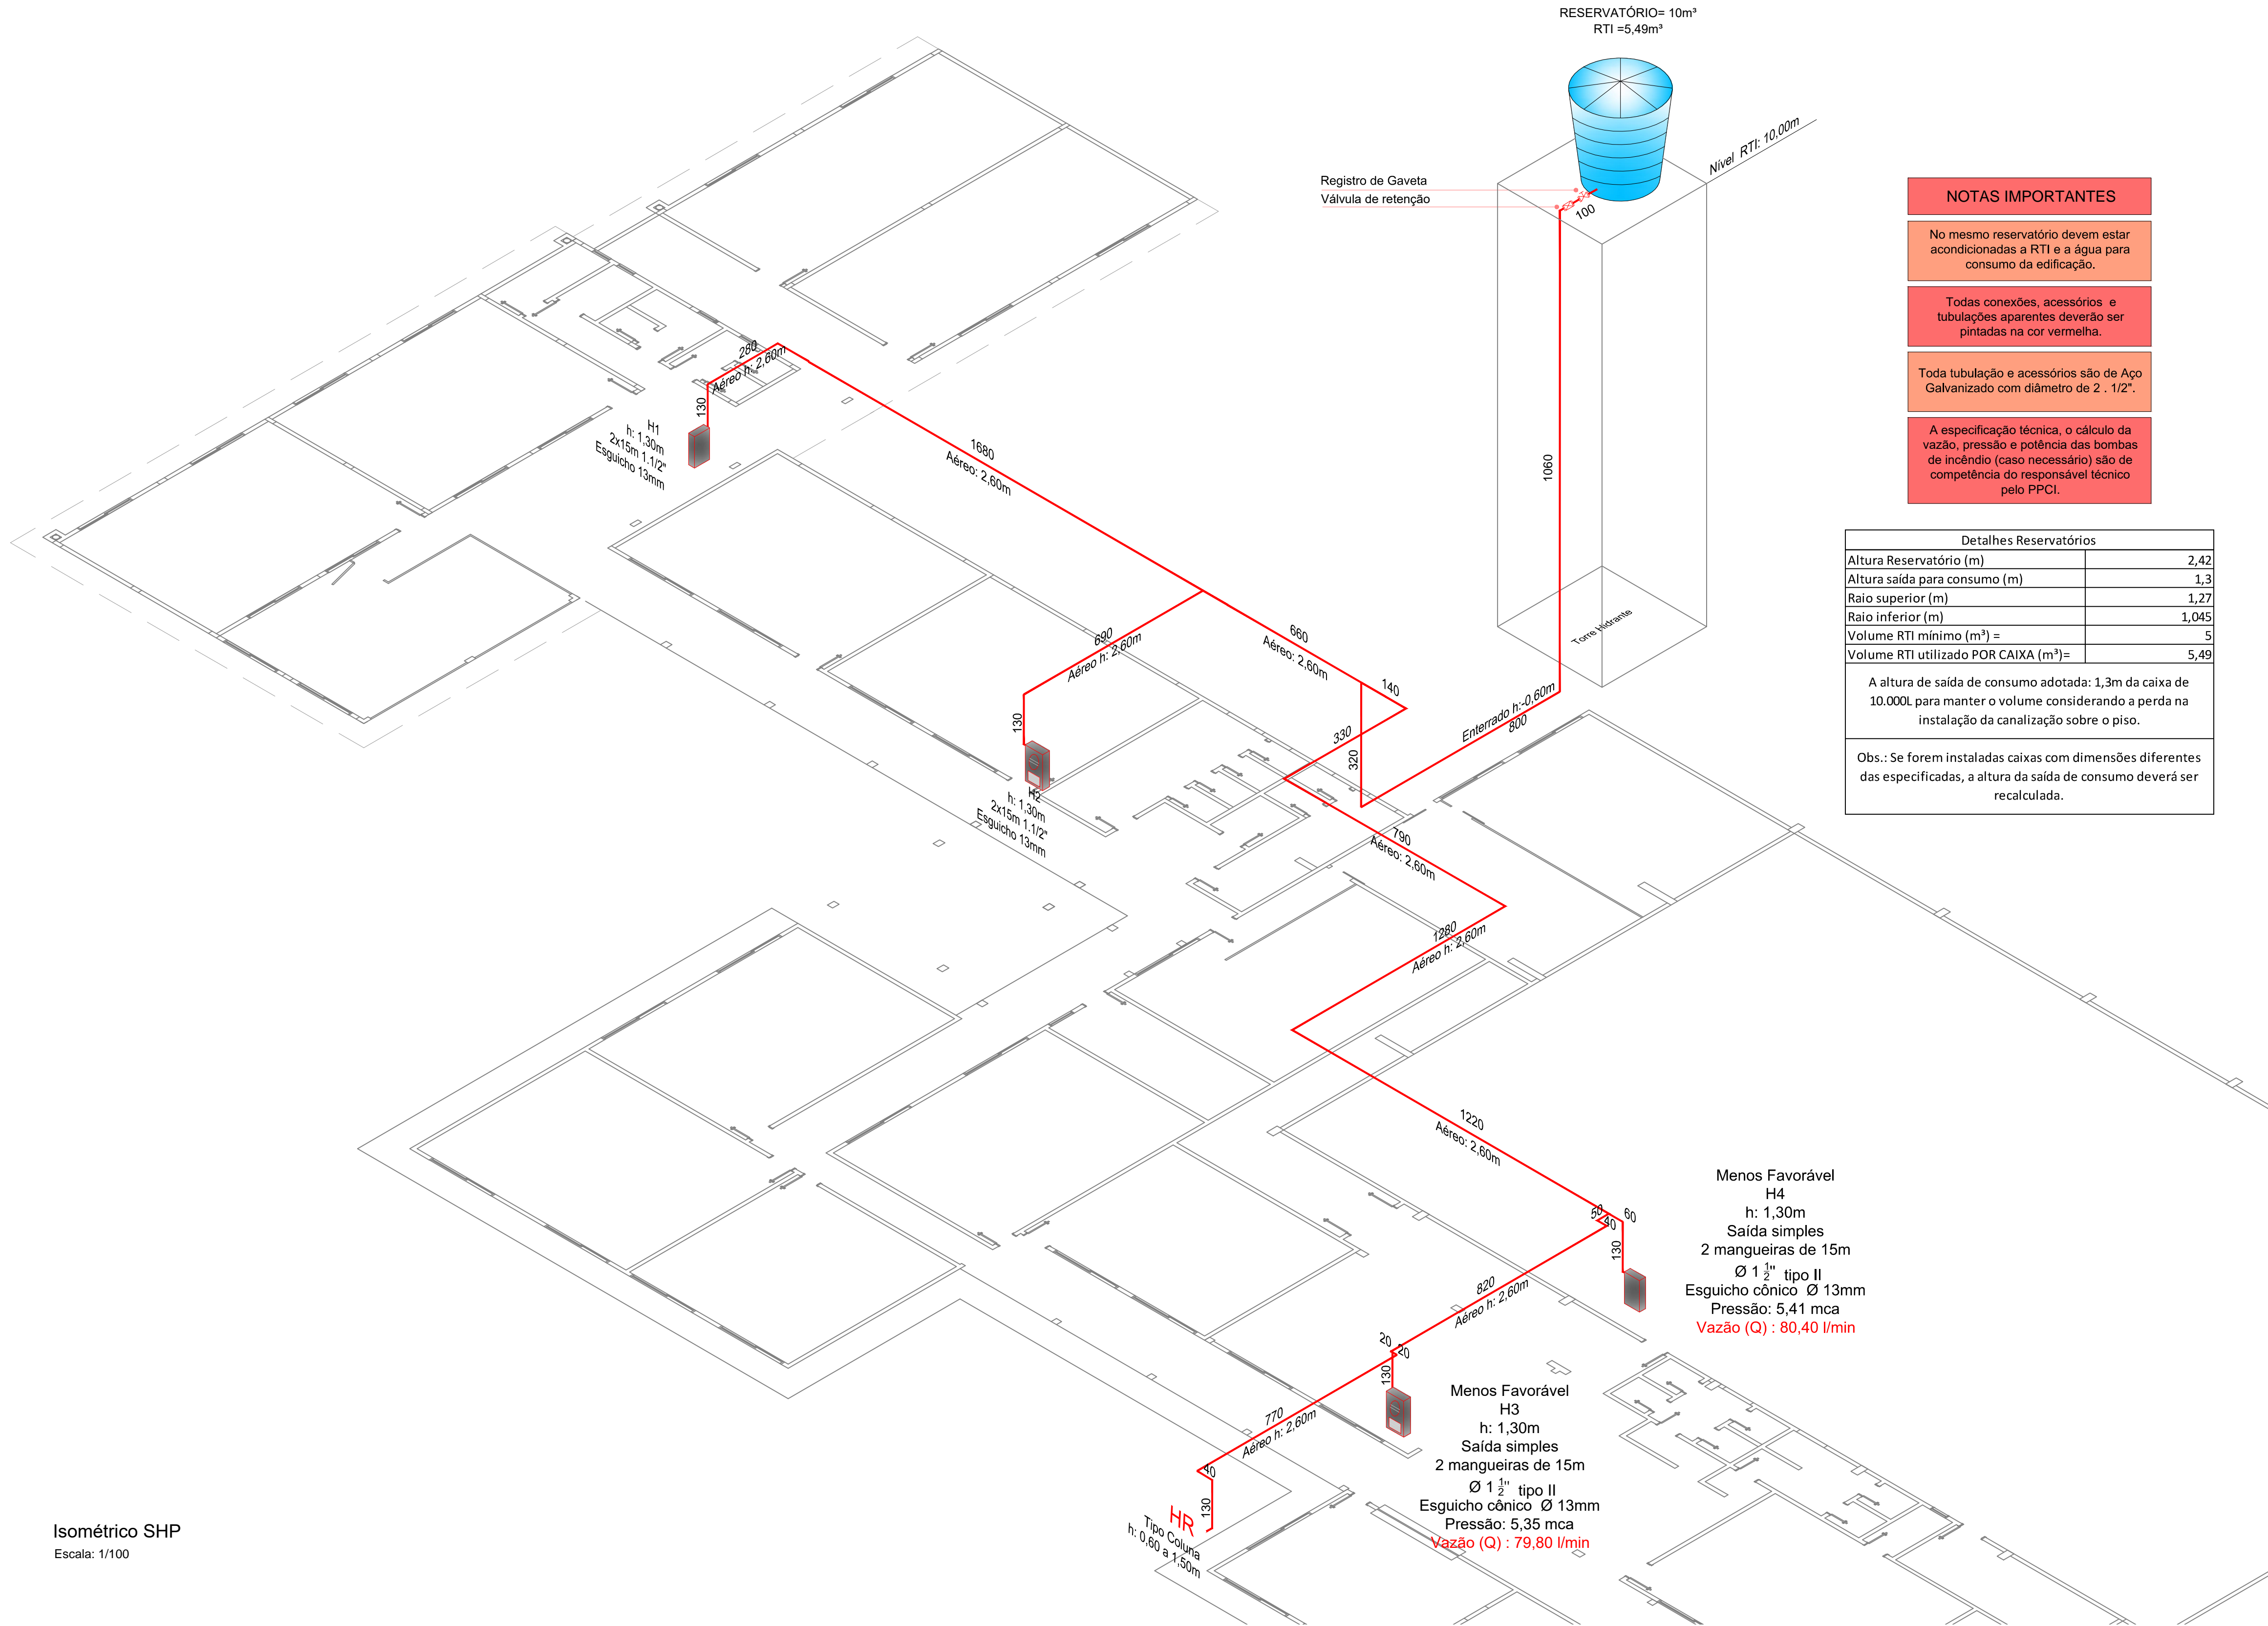 RESERVATÓRIO= 10m³
RTI =5,49m³
Nível RTI: 10,00m
Registro de Gaveta
Válvula de retenção
100
1060
Torre Hidrante
Enterrado h:-0,60m
800
NOTAS IMPORTANTES
No mesmo reservatório devem estar
acondicionadas a RTI e a água para
consumo da edificação.
Todas conexões, acessórios e
tubulações aparentes deverão ser
pintadas na cor vermelha.
Toda tubulação e acessórios são de Aço
Galvanizado com diâmetro de 2 . 1/2".
A especificação técnica, o cálculo da
vazão, pressão e potência das bombas
de incêndio (caso necessário) são de
competência do responsável técnico
pelo PPCI.
Detalhes Reservatórios
Altura Reservatório (m) 2,42
Altura saída para consumo (m) 1,3
Raio superior (m) 1,27
Raio inferior (m) 1,045
Volume RTI mínimo (m³) = 5
Volume RTI utilizado POR CAIXA (m³)= 5,49
A altura de saída de consumo adotada: 1,3m da caixa de
10.000L para manter o volume considerando a perda na
instalação da canalização sobre o piso.
Obs.: Se forem instaladas caixas com dimensões diferentes
das especificadas, a altura da saída de consumo deverá ser
recalculada.
280
Aéreo h: 2,60m
130
H1
h: 1,30m
2x15m 1.1/2"
Esguicho 13mm
1680
Aéreo: 2,60m
690
Aéreo h: 2,60m
130
H2
h: 1,30m
2x15m 1.1/2"
Esguicho 13mm
660
Aéreo: 2,60m
140
330
320
790
Aéreo: 2,60m
1280
Aéreo h: 2,60m
1220
Aéreo: 2,60m
50
40
60
130
Menos Favorável
H4
h: 1,30m
Saída simples
2 mangueiras de 15m
Ø 1 1/2" tipo II
Esguicho cônico Ø 13mm
Pressão: 5,41 mca
Vazão (Q) : 80,40 l/min
820
Aéreo h: 2,60m
20
20
130
Menos Favorável
H3
h: 1,30m
Saída simples
2 mangueiras de 15m
Ø 1 1/2" tipo II
Esguicho cônico Ø 13mm
Pressão: 5,35 mca
Vazão (Q) : 79,80 l/min
770
Aéreo h: 2,60m
40
130
HR
Tipo Coluna
h: 0,60 a 1,50m
Isométrico SHP
Escala: 1/100